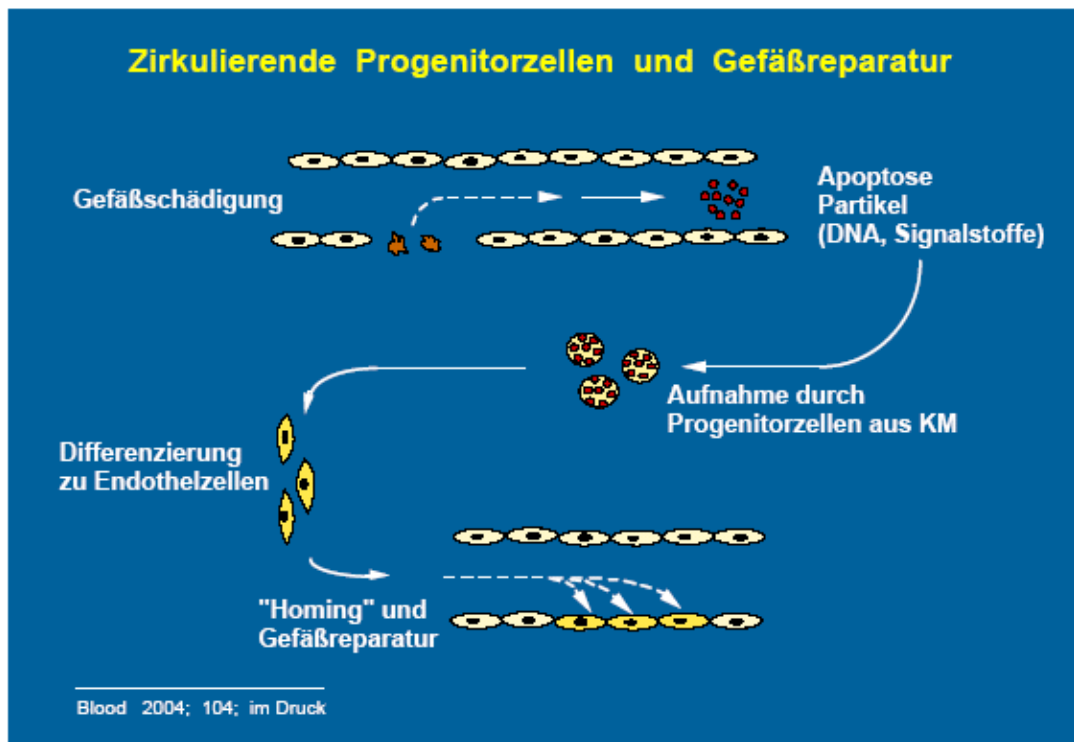 Zirkulierende Progenitorzellen und Gefäßreparatur
Gefäßschädigung
Apoptose
Partikel
(DNA, Signalstoffe)
Aufnahme durch
Progenitorzellen aus KM
Differenzierung
zu Endothelzellen
"Homing" und
Gefäßreparatur
Blood 2004; 104; im Druck